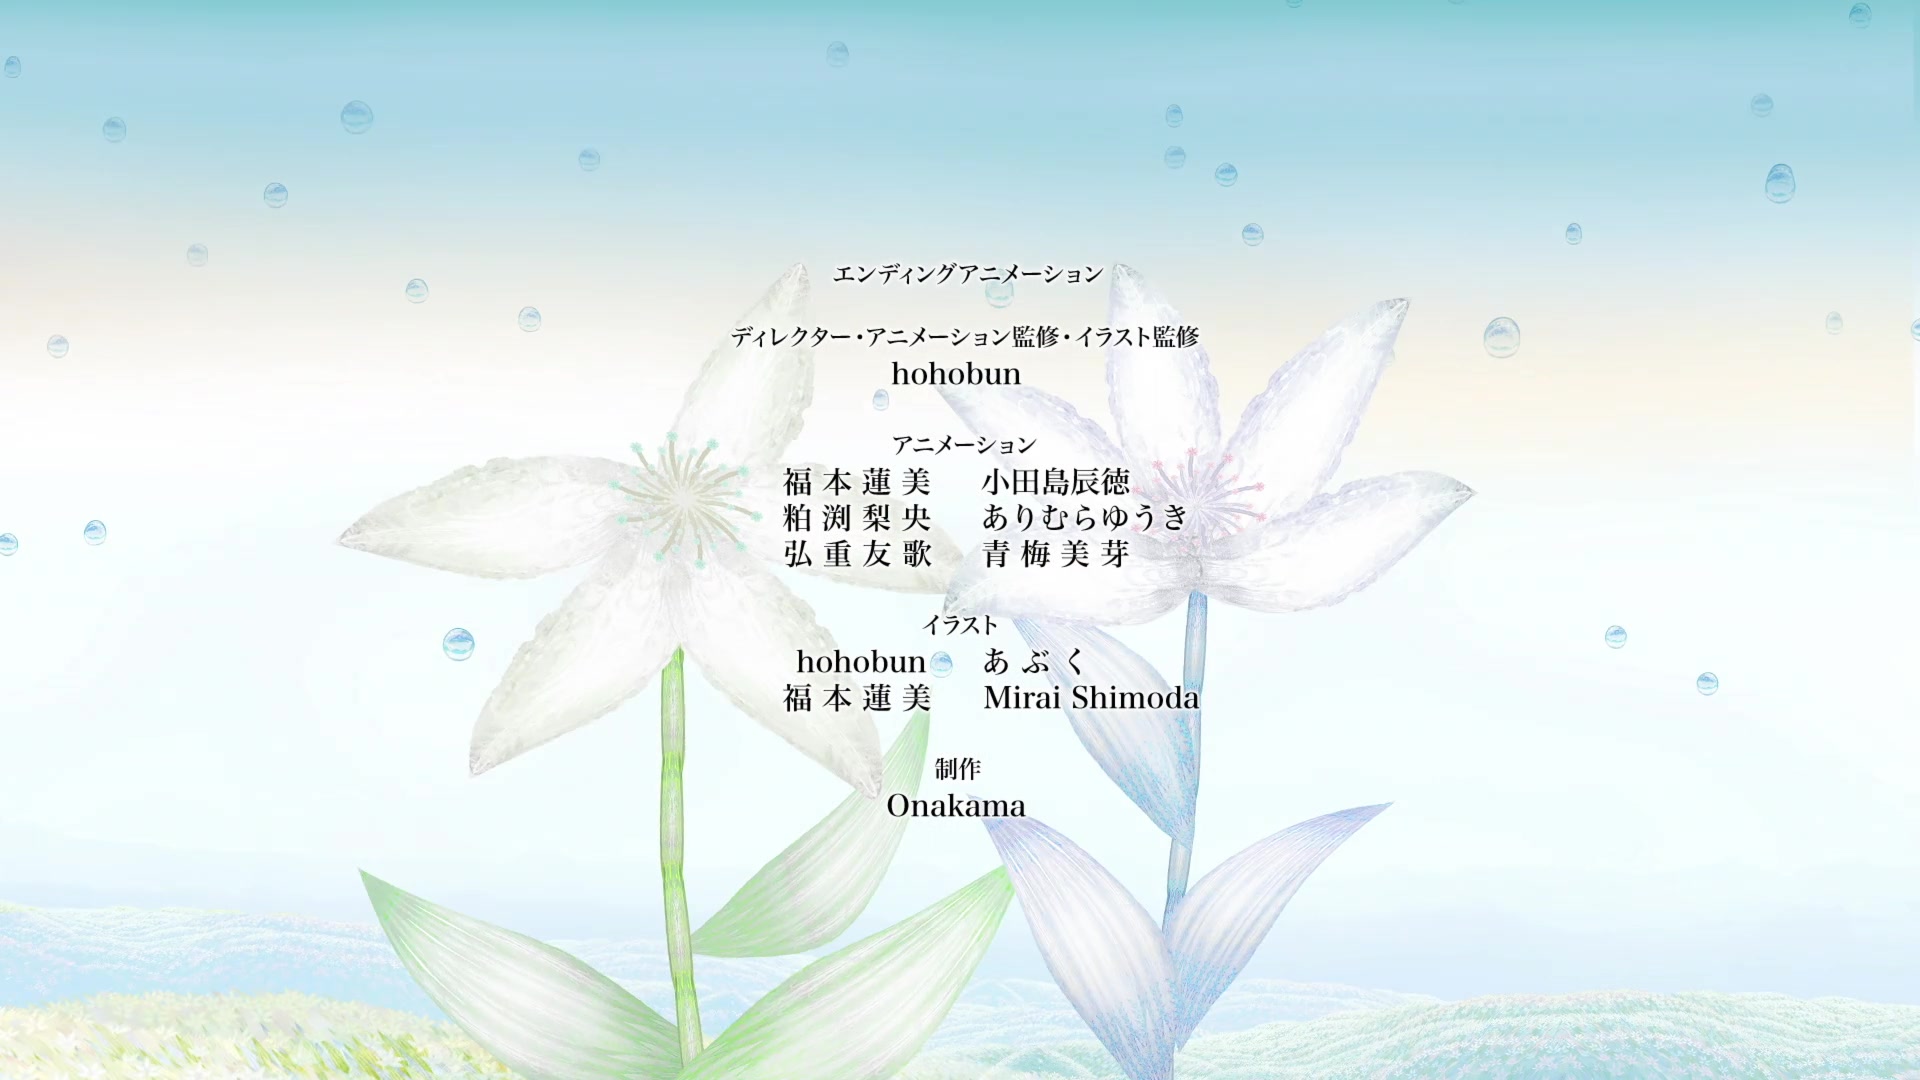 エンディングアニメーション
ディレクター・アニメーション監修・イラスト監修
hohobun
アニメーション
福本蓮美 小田島辰徳
粕渕梨央 ありむらゆうき
弘重友歌 青梅美芽
イラスト
hohobun あぶく
福本蓮美 Mirai Shimoda
制作
Onakama